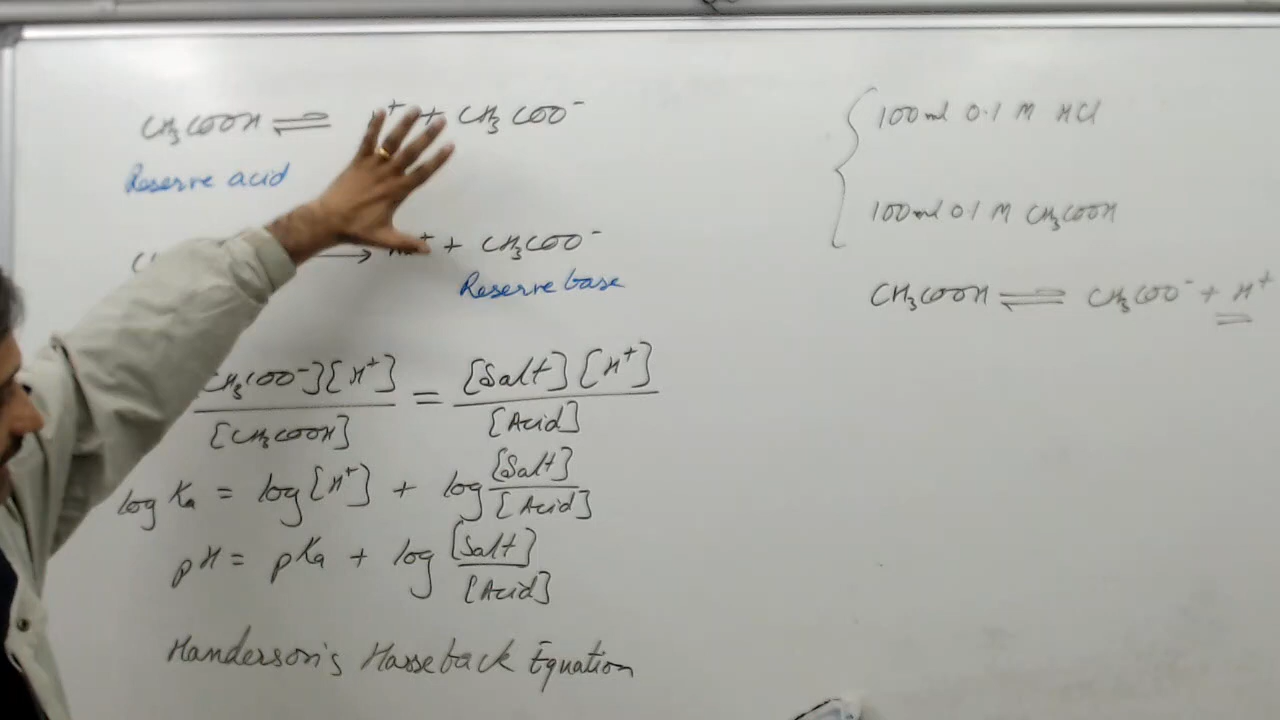 CH₃COOH ⇌ H⁺ + CH₃COO⁻
Reserve acid
→ Na⁺ + CH₃COO⁻
Reserve base
[CH₃COO⁻][H⁺] / [CH₃COOH] = [Salt][H⁺] / [Acid]
log Ka = log [H⁺] + log [Salt] / [Acid]
pH = pKa + log [Salt] / [Acid]
Handerson's Hasseback Equation
100ml 0.1 M HCl
100ml 0.1 M CH₃COOH
CH₃COOH ⇌ CH₃COO⁻ + H⁺